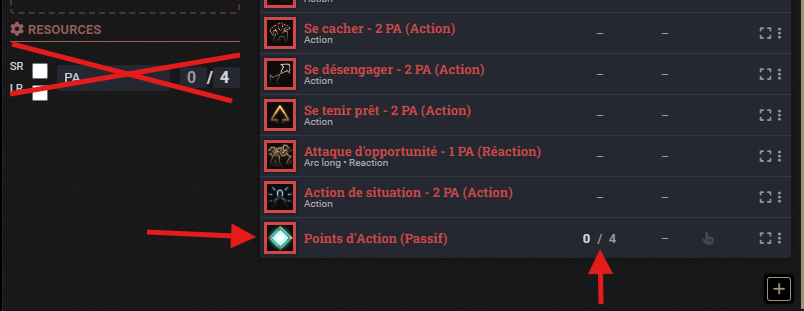 RESOURCES
SR
LR
PA
0 / 4
Action
Se cacher - 2 PA (Action)
Action
Se désengager - 2 PA (Action)
Action
Se tenir prêt - 2 PA (Action)
Action
Attaque d'opportunité - 1 PA (Réaction)
Arc long • Reaction
Action de situation - 2 PA (Action)
Action
Points d'Action (Passif)
0 / 4